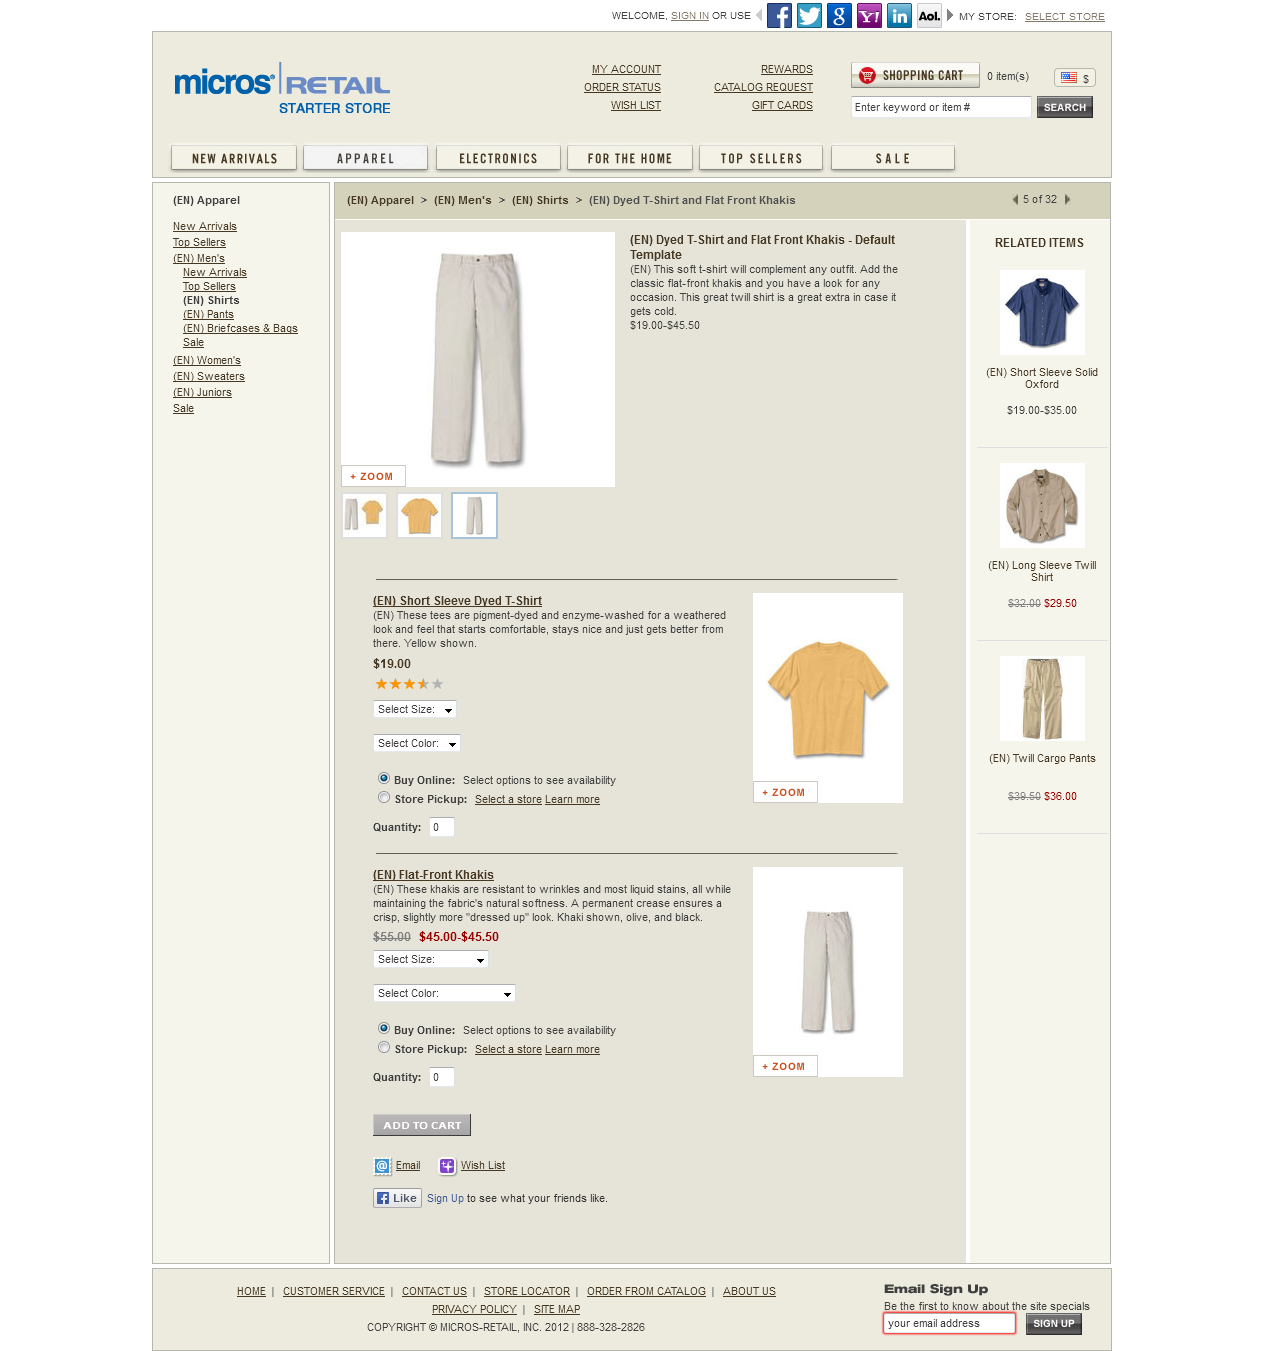 WELCOME, SIGN IN OR USE
Aol.
MY STORE: SELECT STORE
micros RETAIL
STARTER STORE
MY ACCOUNT
ORDER STATUS
WISH LIST
REWARDS
CATALOG REQUEST
GIFT CARDS
SHOPPING CART
0 item(s)
$
Enter keyword or item #
SEARCH
NEW ARRIVALS
APPAREL
ELECTRONICS
FOR THE HOME
TOP SELLERS
SALE
(EN) Apparel
New Arrivals
Top Sellers
(EN) Men's
New Arrivals
Top Sellers
(EN) Shirts
(EN) Pants
(EN) Briefcases & Bags
Sale
(EN) Women's
(EN) Sweaters
(EN) Juniors
Sale
(EN) Apparel > (EN) Men's > (EN) Shirts > (EN) Dyed T-Shirt and Flat Front Khakis
5 of 32
+ ZOOM
(EN) Dyed T-Shirt and Flat Front Khakis - Default
Template
(EN) This soft t-shirt will complement any outfit. Add the
classic flat-front khakis and you have a look for any
occasion. This great twill shirt is a great extra in case it
gets cold.
$19.00-$45.50
(EN) Short Sleeve Dyed T-Shirt
(EN) These tees are pigment-dyed and enzyme-washed for a weathered
look and feel that starts comfortable, stays nice and just gets better from
there. Yellow shown.
$19.00
Select Size:
Select Color:
Buy Online: Select options to see availability
Store Pickup: Select a store Learn more
Quantity: 0
+ ZOOM
(EN) Flat-Front Khakis
(EN) These khakis are resistant to wrinkles and most liquid stains, all while
maintaining the fabric's natural softness. A permanent crease ensures a
crisp, slightly more "dressed up" look. Khaki shown, olive, and black.
$55.00 $45.00-$45.50
Select Size:
Select Color:
Buy Online: Select options to see availability
Store Pickup: Select a store Learn more
Quantity: 0
+ ZOOM
ADD TO CART
Email
Wish List
Like
Sign Up to see what your friends like.
RELATED ITEMS
(EN) Short Sleeve Solid
Oxford
$19.00-$35.00
(EN) Long Sleeve Twill
Shirt
$32.00 $29.50
(EN) Twill Cargo Pants
$39.50 $36.00
HOME | CUSTOMER SERVICE | CONTACT US | STORE LOCATOR | ORDER FROM CATALOG | ABOUT US
PRIVACY POLICY | SITE MAP
COPYRIGHT © MICROS-RETAIL, INC. 2012 | 888-328-2826
Email Sign Up
Be the first to know about the site specials
your email address
SIGN UP